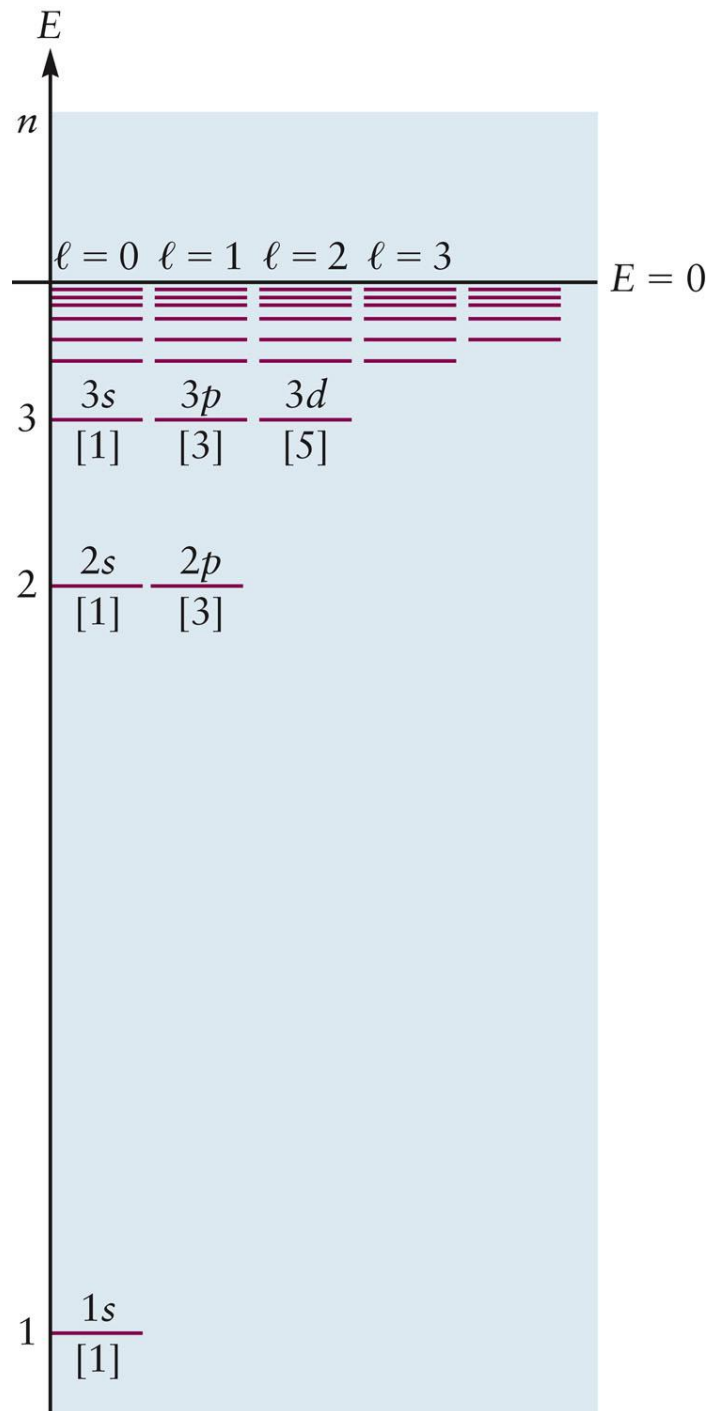 E
n
ℓ = 0 ℓ = 1 ℓ = 2 ℓ = 3
E = 0
3s 3p 3d
3
[1] [3] [5]
2s 2p
2
[1] [3]
1s
1
[1]